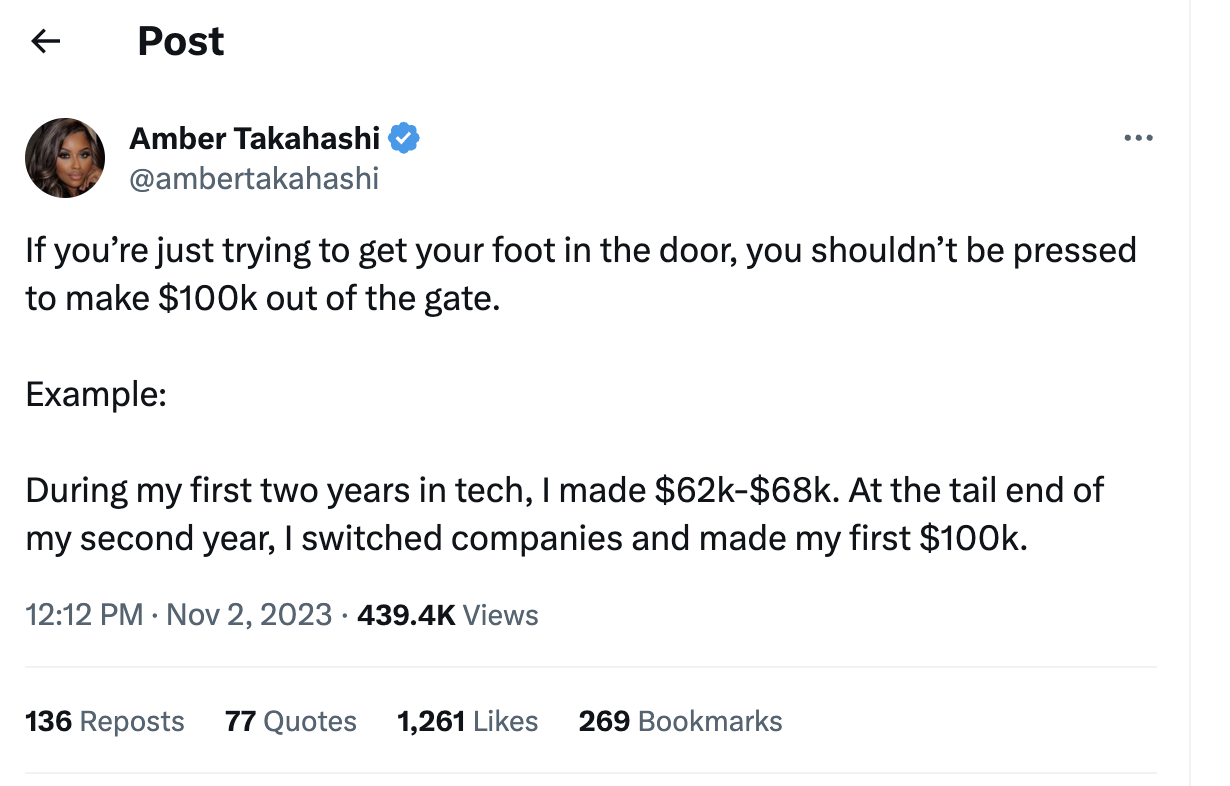 Post
Amber Takahashi
@ambertakahashi
If you’re just trying to get your foot in the door, you shouldn’t be pressed
to make $100k out of the gate.
Example:
During my first two years in tech, I made $62k-$68k. At the tail end of
my second year, I switched companies and made my first $100k.
12:12 PM · Nov 2, 2023 · 439.4K Views
136 Reposts 77 Quotes 1,261 Likes 269 Bookmarks